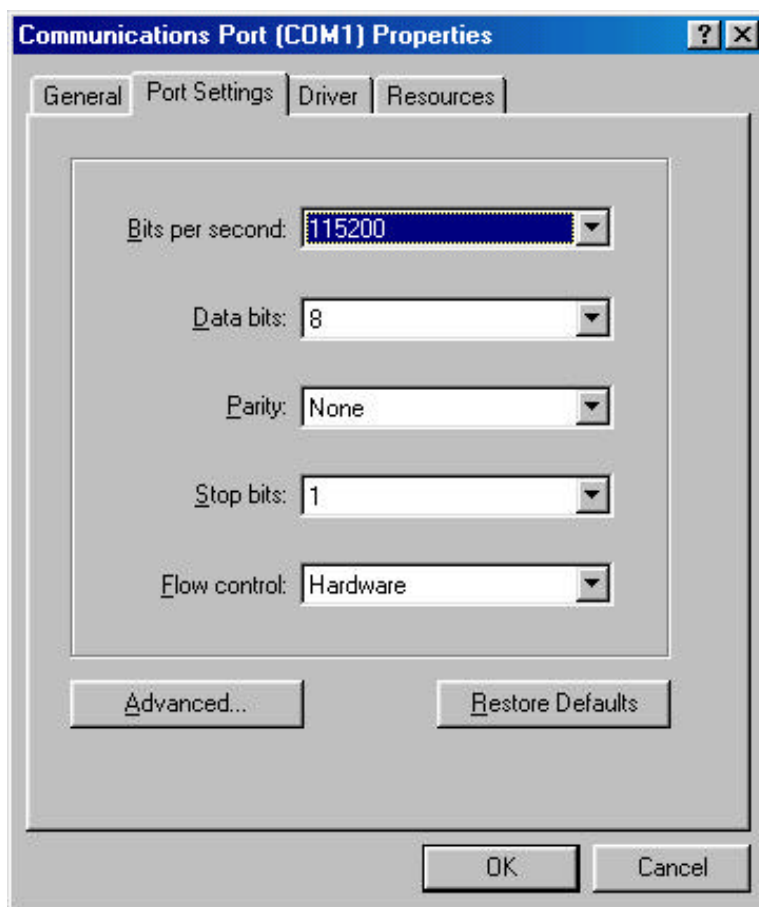 Communications Port (COM1) Properties
General Port Settings Driver Resources
Bits per second: 115200
Data bits: 8
Parity: None
Stop bits: 1
Flow control: Hardware
Advanced... Restore Defaults
OK Cancel